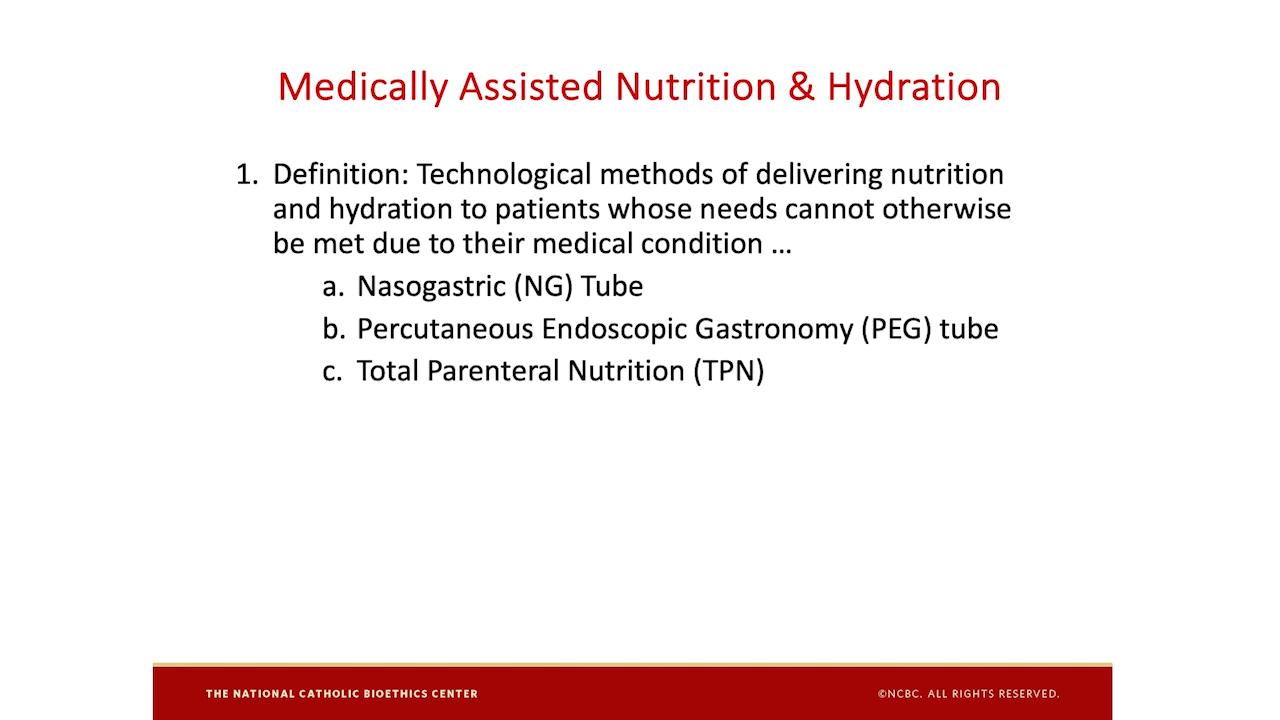 Medically Assisted Nutrition & Hydration
1. Definition: Technological methods of delivering nutrition
and hydration to patients whose needs cannot otherwise
be met due to their medical condition …
a. Nasogastric (NG) Tube
b. Percutaneous Endoscopic Gastronomy (PEG) tube
c. Total Parenteral Nutrition (TPN)
THE NATIONAL CATHOLIC BIOETHICS CENTER
©NCBC. ALL RIGHTS RESERVED.